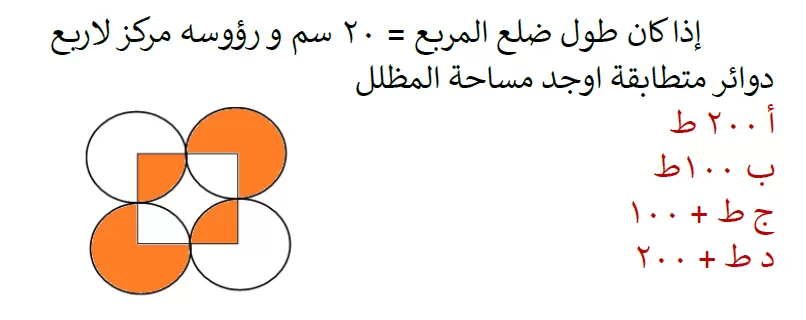 إذا كان طول ضلع المربع = ٢٠ سم و رؤوسه مركز لاربع
دوائر متطابقة اوجد مساحة المظلل
أ ٢٠٠ ط
ب ١٠٠ط
ج ط + ١٠٠
د ط + ٢٠٠